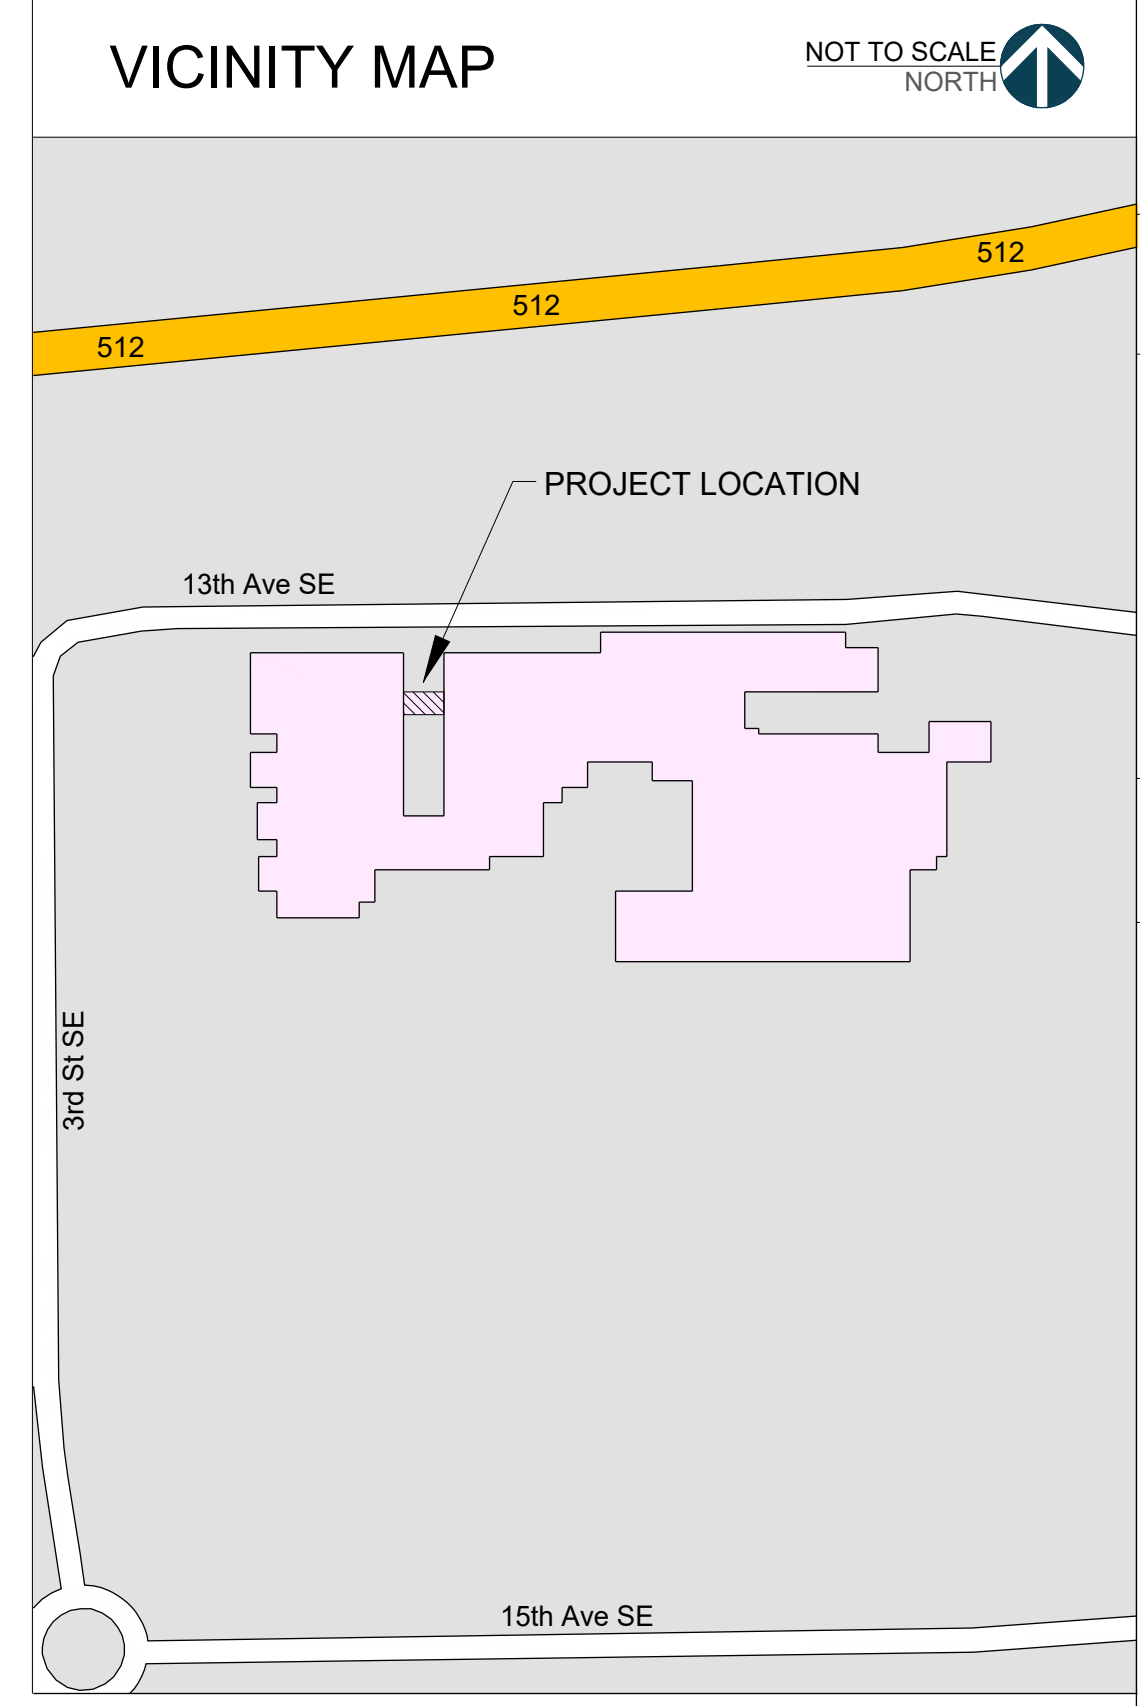 VICINITY MAP
NOT TO SCALE
NORTH
512
512
512
PROJECT LOCATION
13th Ave SE
3rd St SE
15th Ave SE